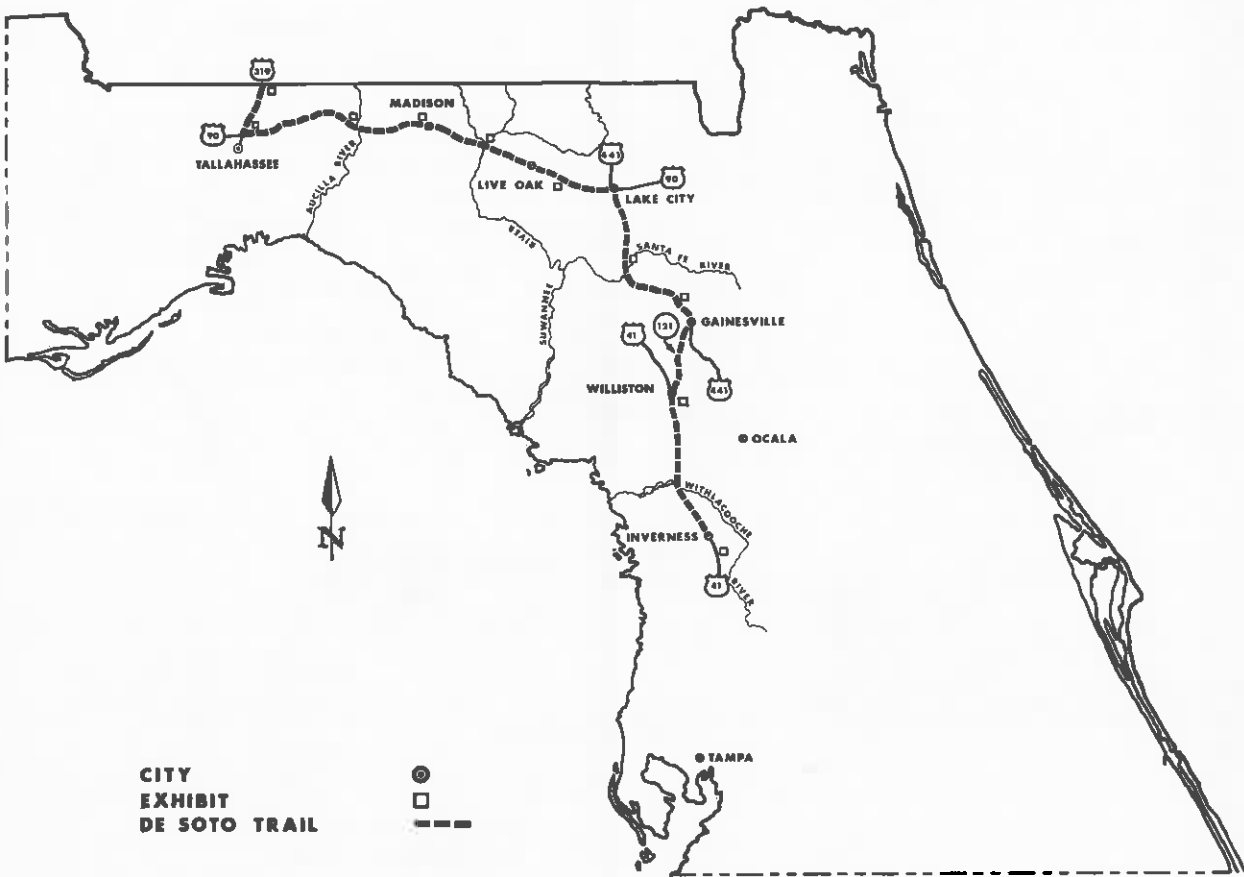 319
MADISON
90
TALLAHASSEE
AUCILLA RIVER
441
LIVE OAK
90
LAKE CITY
RIVER
SANTA FE RIVER
SUWANNEE
GAINESVILLE
41
121
WILLISTON
441
OCALA
N
WITHLACOOCHE
INVERNESS
41
RIVER
TAMPA
CITY
EXHIBIT
DE SOTO TRAIL